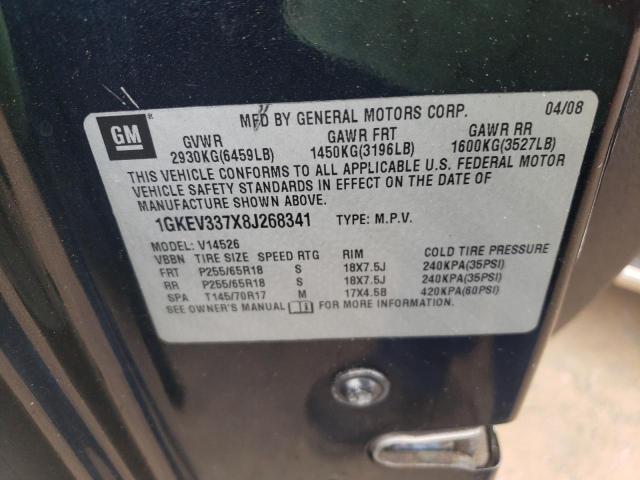 GM
MFD BY GENERAL MOTORS CORP. 04/08
GVWR GAWR FRT GAWR RR
2930KG(6459LB) 1450KG(3196LB) 1600KG(3527LB)
THIS VEHICLE CONFORMS TO ALL APPLICABLE U.S. FEDERAL MOTOR
VEHICLE SAFETY STANDARDS IN EFFECT ON THE DATE OF
MANUFACTURE SHOWN ABOVE.
1GKEV337X8J268341 TYPE: M.P.V.
MODEL: V14526
VBBN TIRE SIZE SPEED RTG RIM COLD TIRE PRESSURE
FRT P255/65R18 S 18X7.5J 240KPA(35PSI)
RR P255/65R18 S 18X7.5J 240KPA(35PSI)
SPA T145/70R17 M 17X4.5B 420KPA(60PSI)
SEE OWNER'S MANUAL FOR MORE INFORMATION.